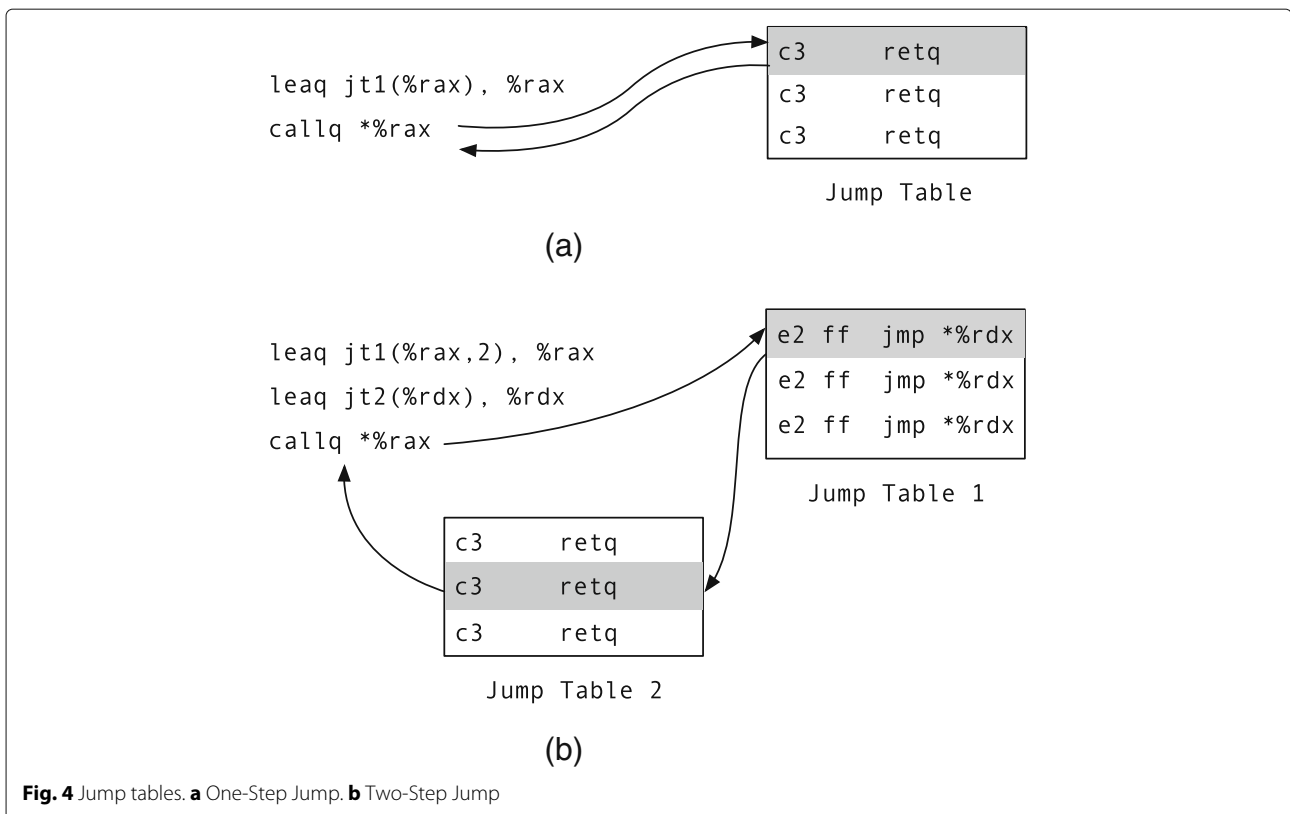 leaq jt1(%rax), %rax
callq *%rax
c3 retq
c3 retq
c3 retq
Jump Table
(a)
leaq jt1(%rax,2), %rax
leaq jt2(%rdx), %rdx
callq *%rax
e2 ff jmp *%rdx
e2 ff jmp *%rdx
e2 ff jmp *%rdx
Jump Table 1
c3 retq
c3 retq
c3 retq
Jump Table 2
(b)
Fig. 4 Jump tables. a One-Step Jump. b Two-Step Jump